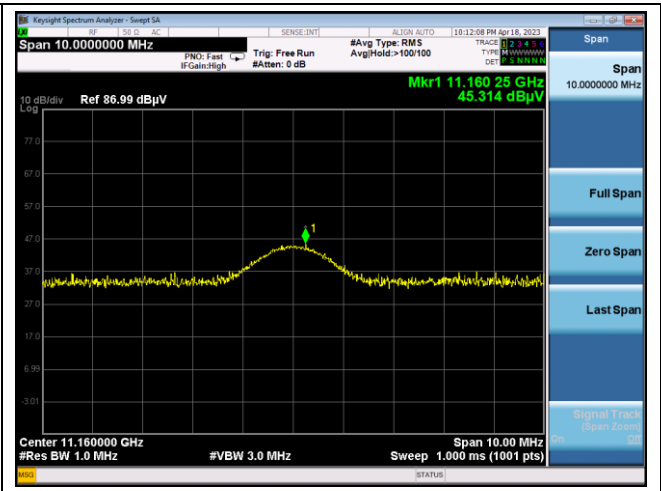 Keysight Spectrum Analyzer - Swept SA
RF 50 Ω AC SENSE:INT ALIGN AUTO 10:12:08 PM Apr 18, 2023
Span 10.0000000 MHz
PNO: Fast
IFGain:High
Trig: Free Run
#Atten: 0 dB
#Avg Type: RMS
Avg|Hold:>100/100
TRACE 1 2 3 4 5 6
TYPE M W W W W W
DET P S N N N N
Mkr1 11.160 25 GHz
45.314 dBµV
10 dB/div Ref 86.99 dBµV
Log
77.0
67.0
57.0
47.0
37.0
27.0
17.0
6.99
-3.01
1
Center 11.160000 GHz
#Res BW 1.0 MHz
#VBW 3.0 MHz
Span 10.00 MHz
Sweep 1.000 ms (1001 pts)
MSG
STATUS
Span
Span
10.0000000 MHz
Full Span
Zero Span
Last Span
Signal Track
(Span Zoom)
On Off